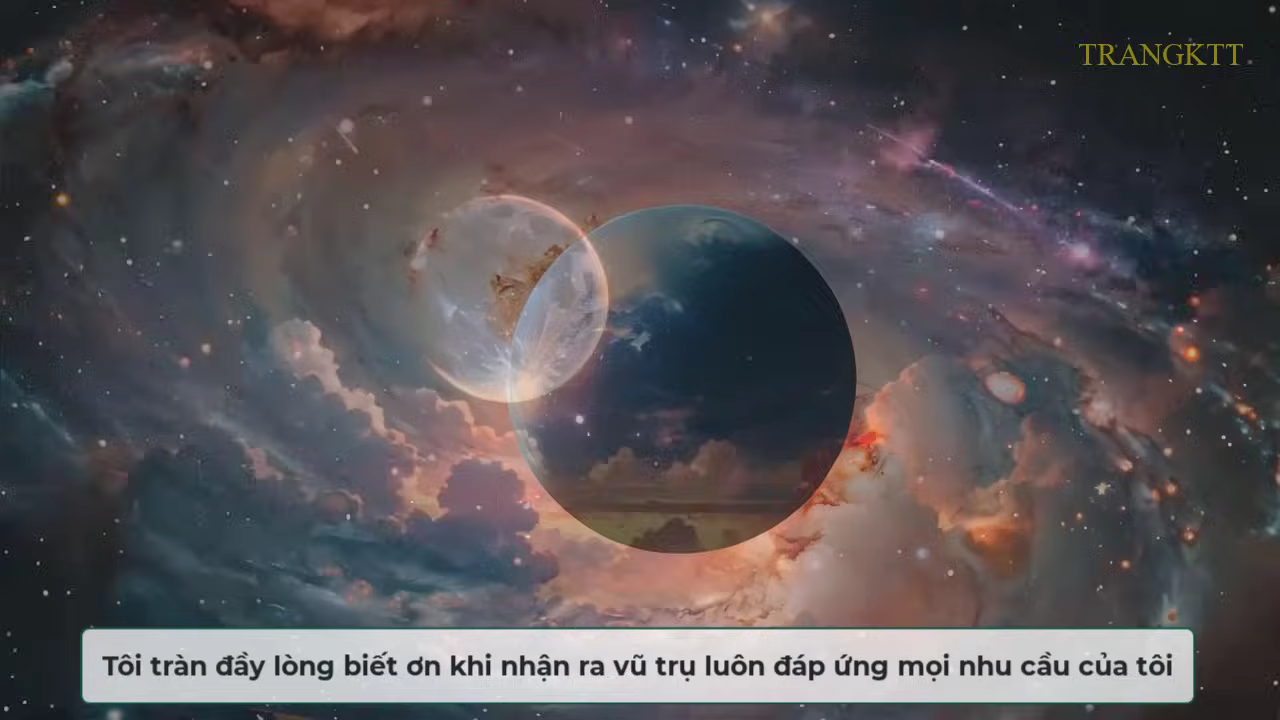 TRANGKTT
Tôi tràn đầy lòng biết ơn khi nhận ra vũ trụ luôn đáp ứng mọi nhu cầu của tôi